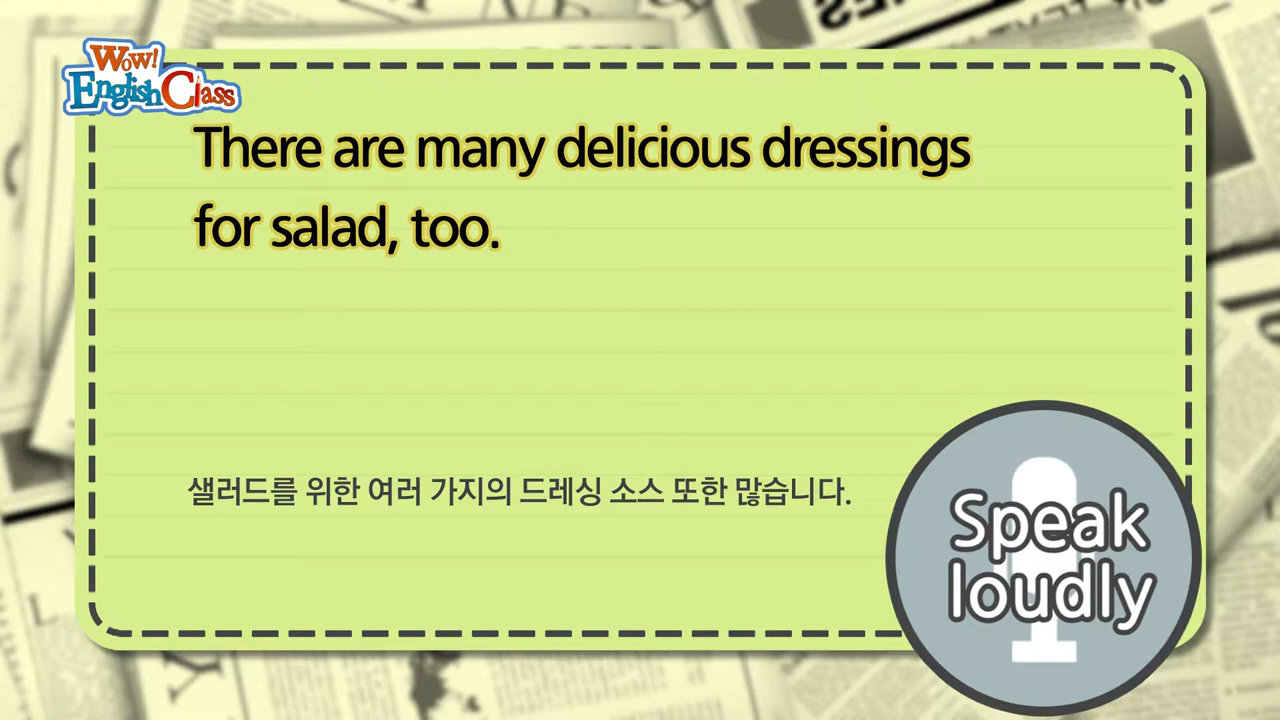 Wow!
English Class
There are many delicious dressings
for salad, too.
샐러드를 위한 여러 가지의 드레싱 소스 또한 많습니다.
Speak
loudly